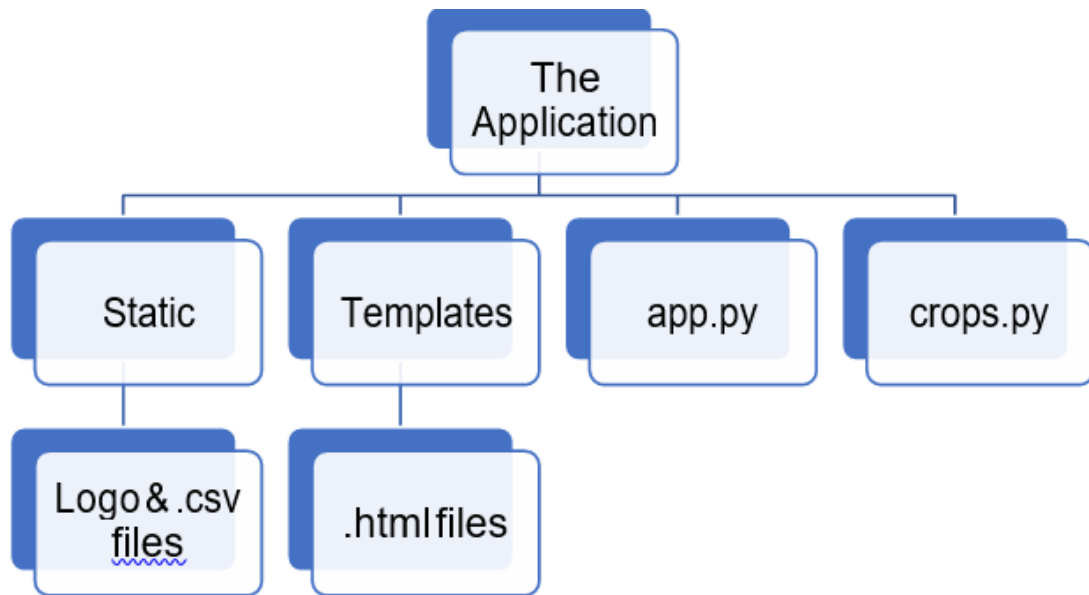 The
Application
Static
Templates
app.py
crops.py
Logo & .csv
files
.html files